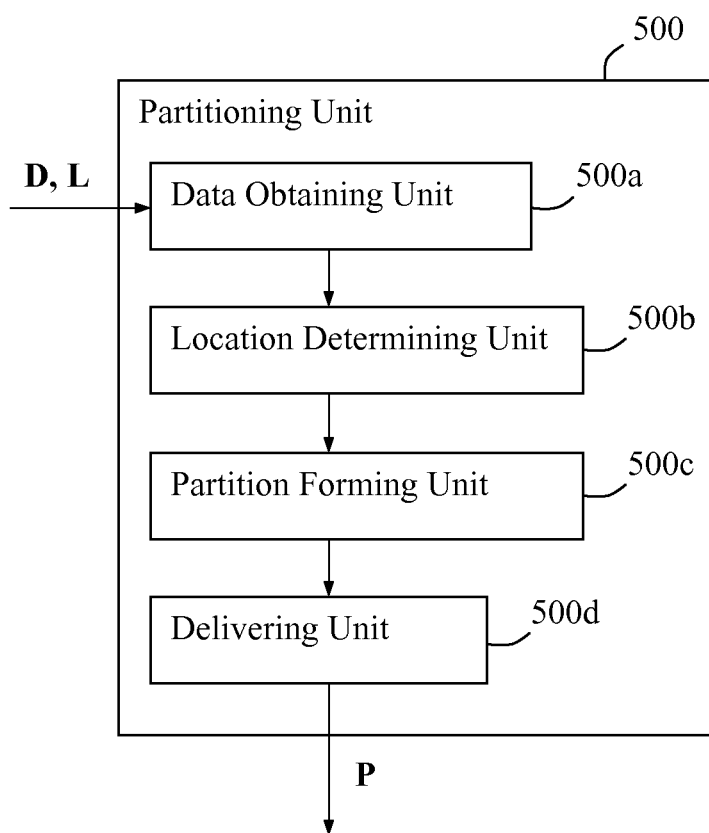 500
Partitioning Unit
D, L
Data Obtaining Unit
500a
Location Determining Unit
500b
Partition Forming Unit
500c
Delivering Unit
500d
P